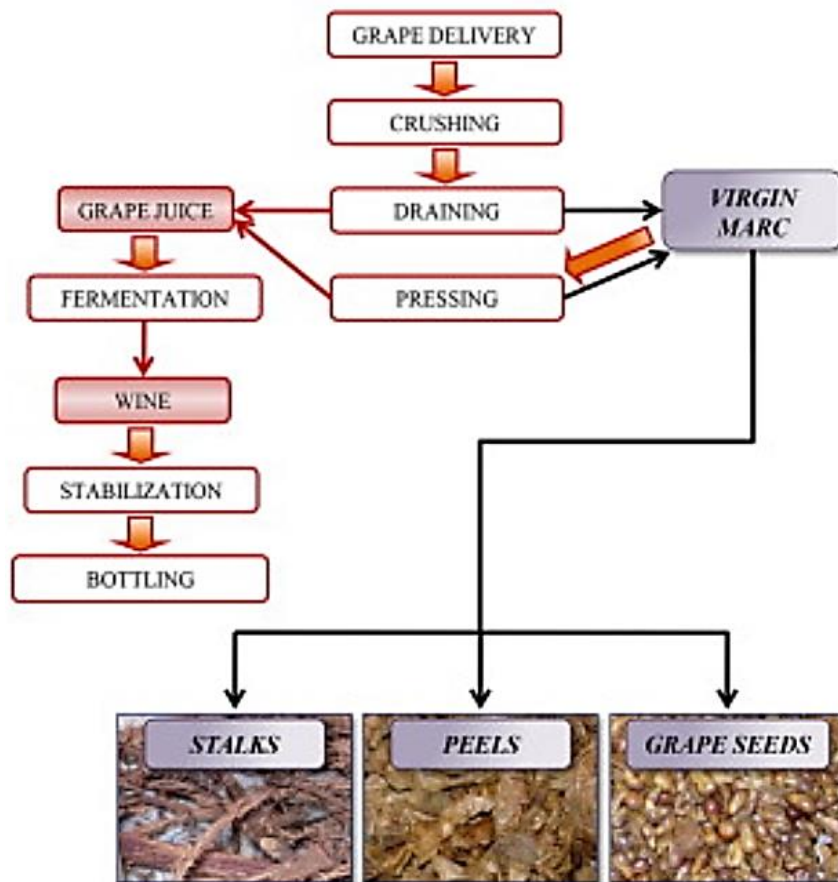 GRAPE DELIVERY
CRUSHING
GRAPE JUICE
DRAINING
VIRGIN
MARC
FERMENTATION
PRESSING
WINE
STABILIZATION
BOTTLING
STALKS
PEELS
GRAPE SEEDS